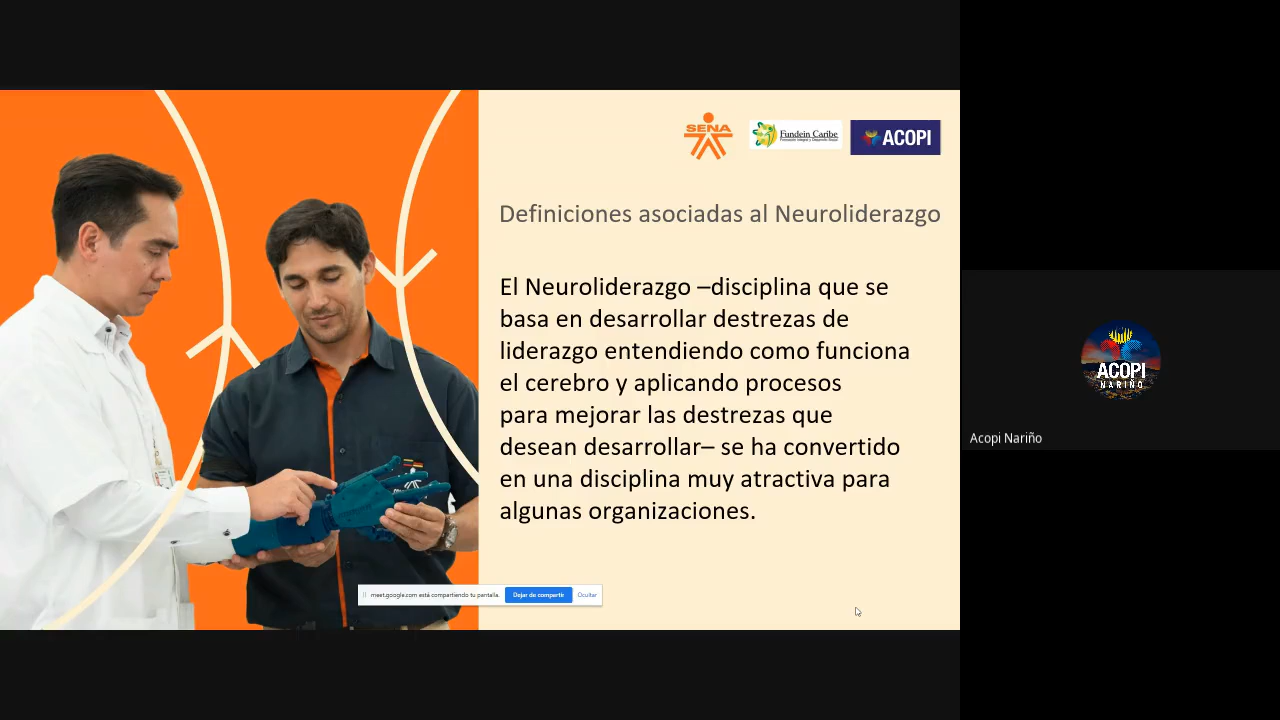 SENA
Fundein Caribe
ACOPI
Definiciones asociadas al Neuroliderazgo
El Neuroliderazgo –disciplina que se
basa en desarrollar destrezas de
liderazgo entendiendo como funciona
el cerebro y aplicando procesos
para mejorar las destrezas que
desean desarrollar– se ha convertido
en una disciplina muy atractiva para
algunas organizaciones.
meet.google.com está compartiendo tu pantalla.
Dejar de compartir
Ocultar
ACOPI
NARIÑO
Acopi Nariño